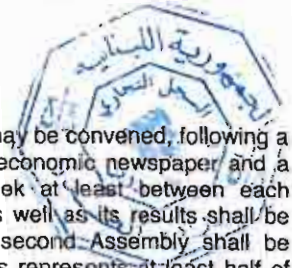 الجمهورية اللبنانية
السجل التجاري
may be convened, following a
economic newspaper and a
ek at least between each
s well as its results shall be
second Assembly shall be
s represents at least half of